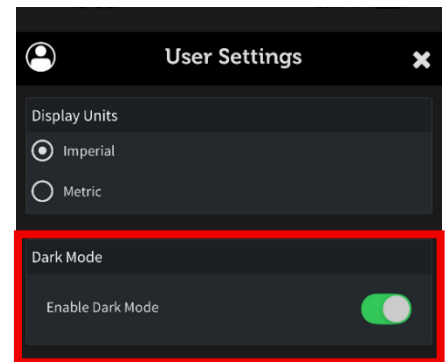 User Settings
Display Units
Imperial
Metric
Dark Mode
Enable Dark Mode